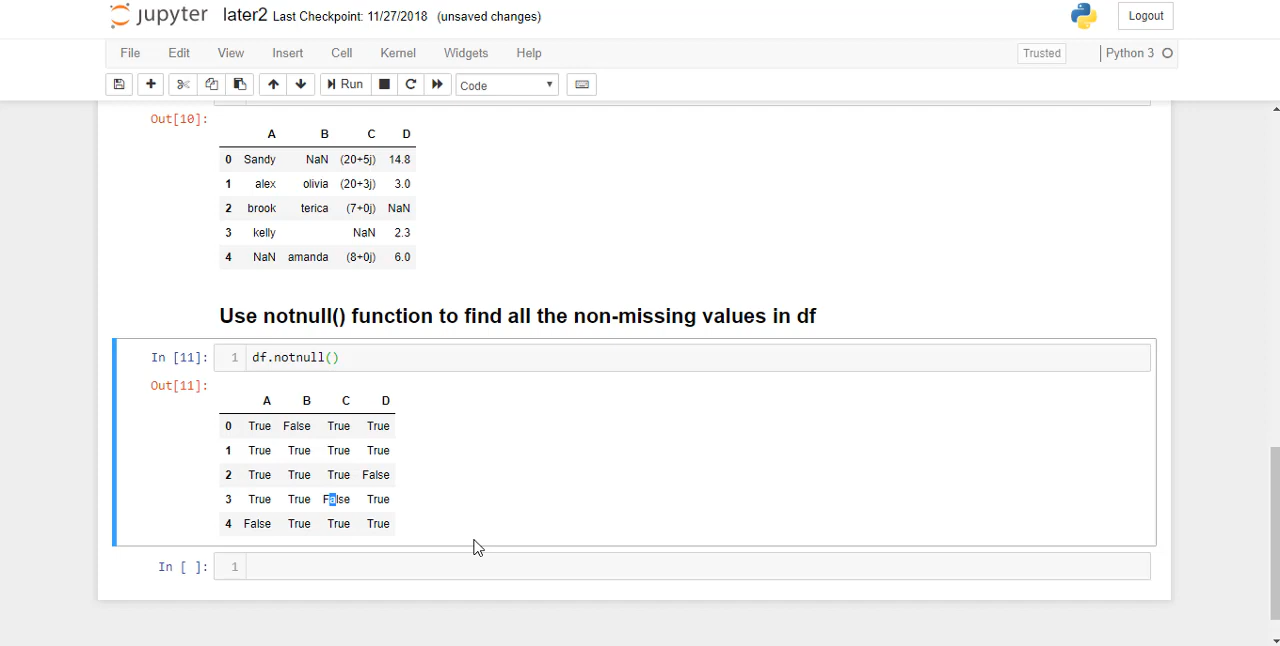 jupyter later2 Last Checkpoint: 11/27/2018 (unsaved changes) Logout
File Edit View Insert Cell Kernel Widgets Help Trusted Python 3
Run Code
Out[10]:
A B C D
0 Sandy NaN (20+5j) 14.8
1 alex olivia (20+3j) 3.0
2 brook terica (7+0j) NaN
3 kelly NaN 2.3
4 NaN amanda (8+0j) 6.0
Use notnull() function to find all the non-missing values in df
In [11]: 1 df.notnull()
Out[11]:
A B C D
0 True False True True
1 True True True True
2 True True True False
3 True True False True
4 False True True True
In [ ]: 1